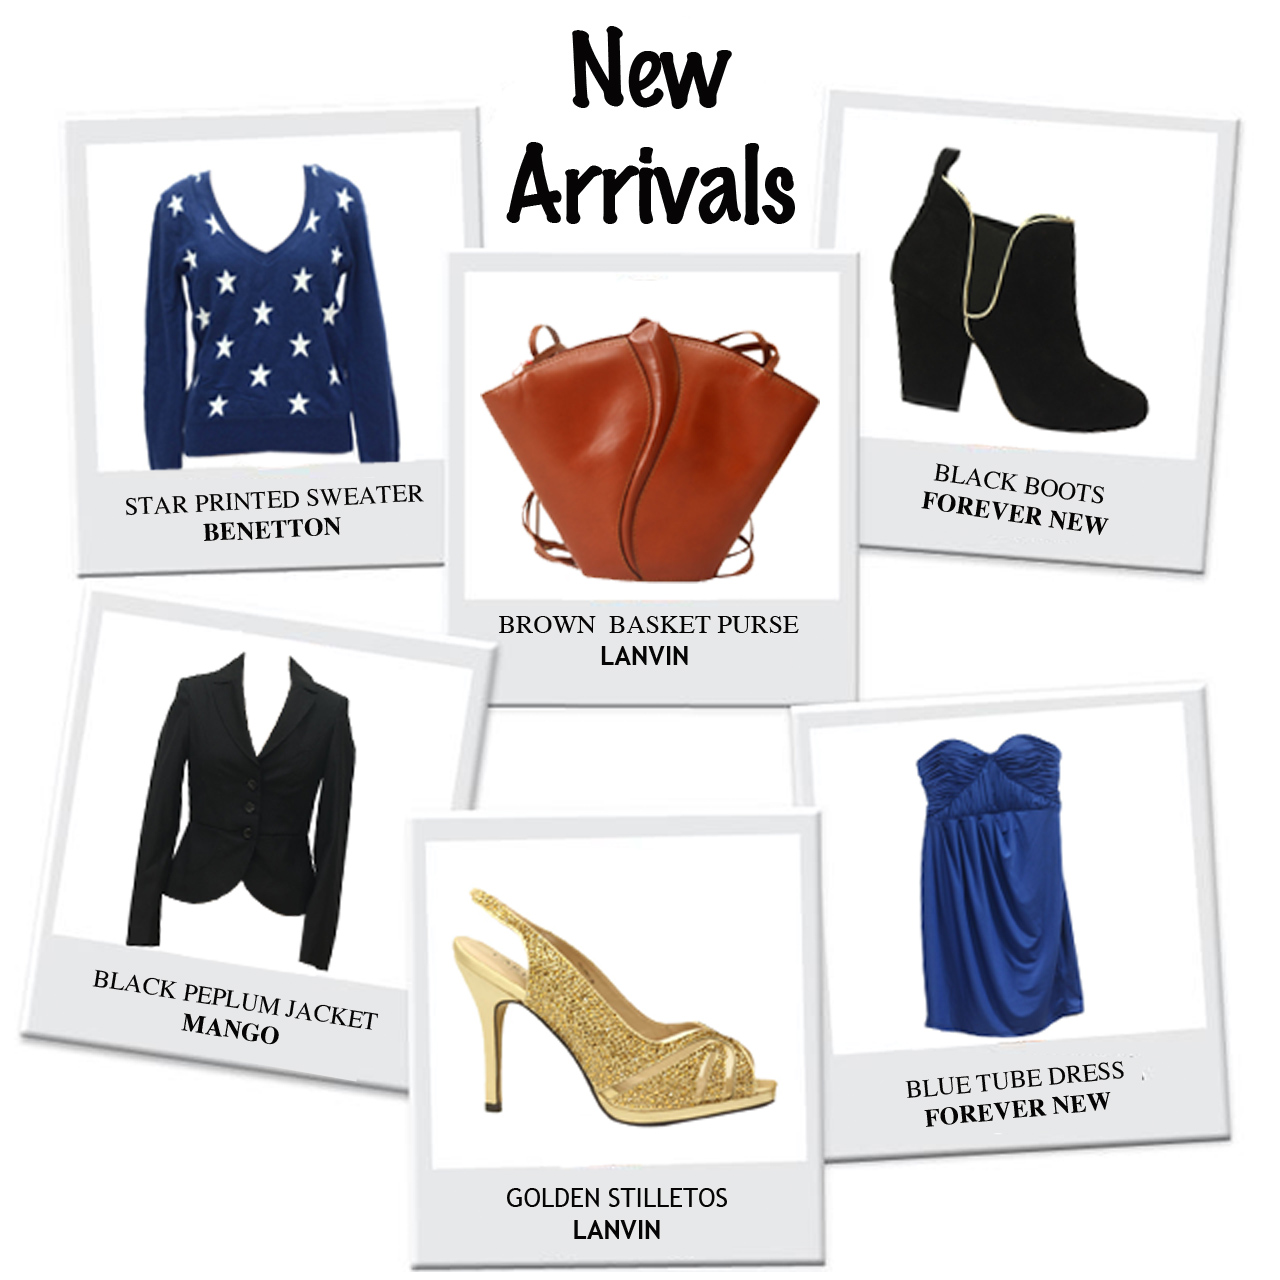 New
Arrivals
STAR PRINTED SWEATER
BENETTON
BROWN BASKET PURSE
LANVIN
BLACK BOOTS
FOREVER NEW
BLACK PEPLUM JACKET
MANGO
GOLDEN STILLETOS
LANVIN
BLUE TUBE DRESS
FOREVER NEW